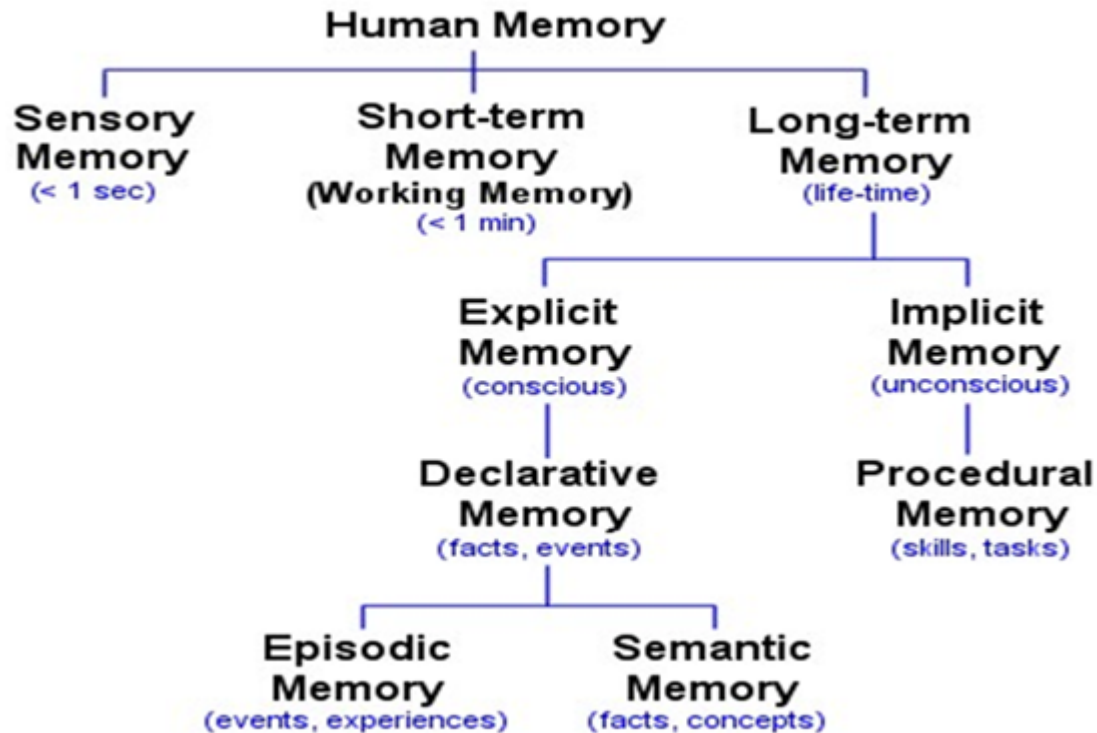 Human Memory
Sensory
Memory
(< 1 sec)
Short-term
Memory
(Working Memory)
(< 1 min)
Long-term
Memory
(life-time)
Explicit
Memory
(conscious)
Implicit
Memory
(unconscious)
Declarative
Memory
(facts, events)
Procedural
Memory
(skills, tasks)
Episodic
Memory
(events, experiences)
Semantic
Memory
(facts, concepts)